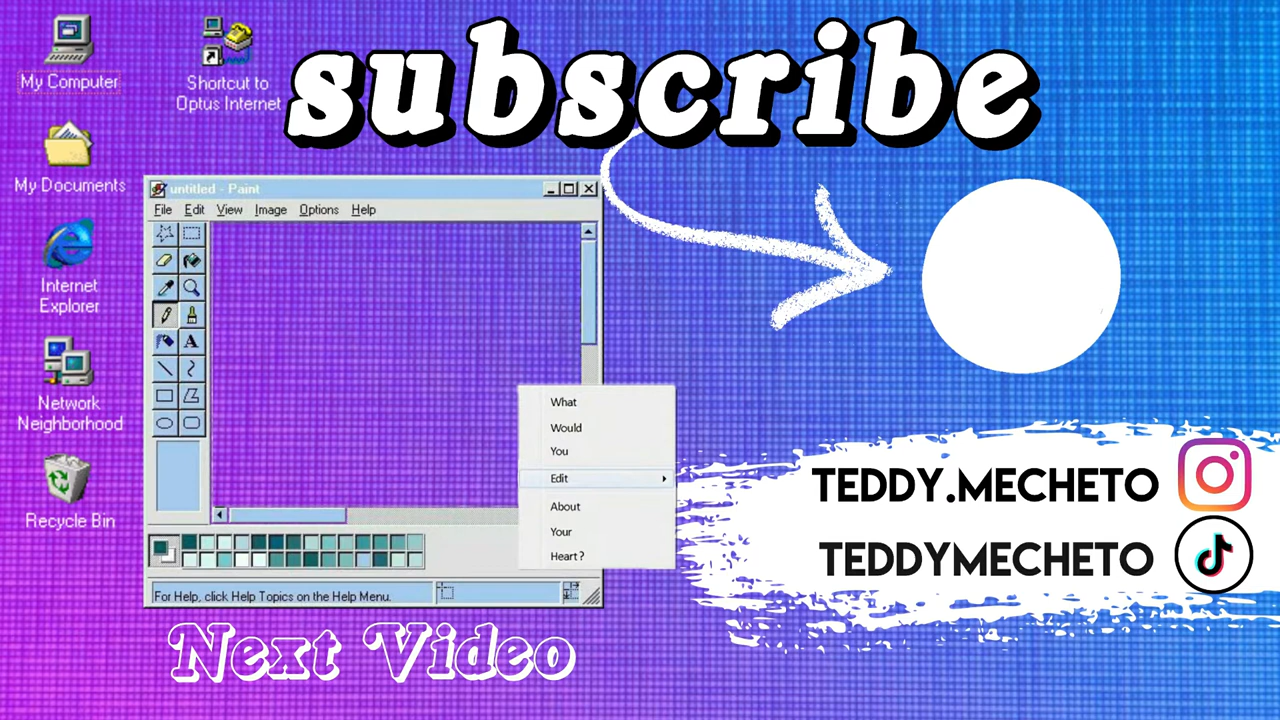 subscribe
My Computer
Shortcut to
Optus Internet
My Documents
Internet
Explorer
Network
Neighborhood
Recycle Bin
untitled - Paint
File Edit View Image Options Help
A
What
Would
You
Edit
About
Your
Heart?
For Help, click Help Topics on the Help Menu.
Next Video
TEDDY.MECHETO
TEDDYMECHETO